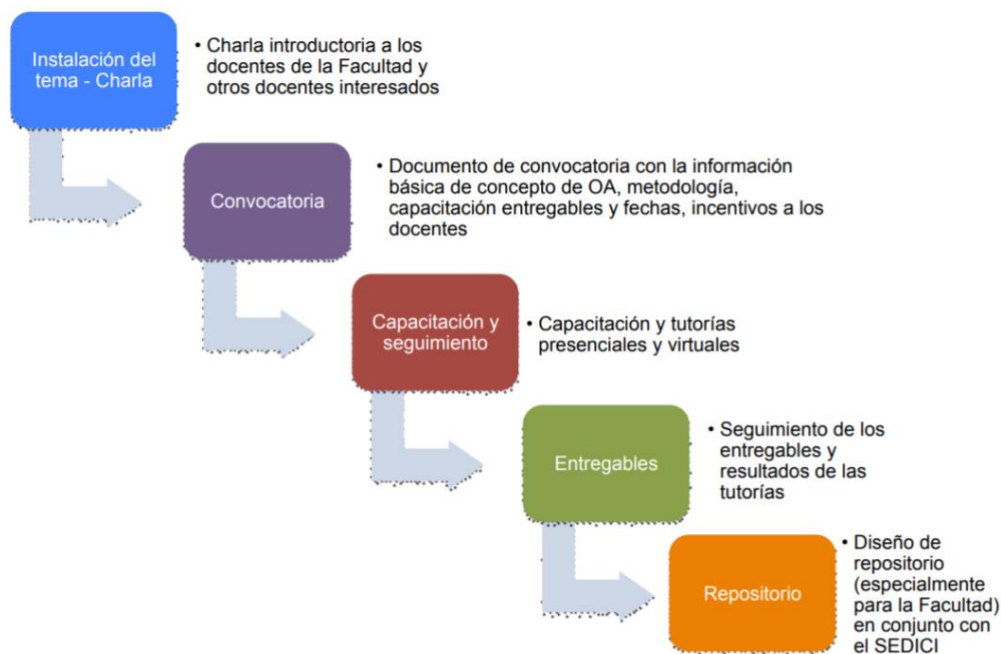 Instalación del
tema - Charla
• Charla introductoria a los
docentes de la Facultad y
otros docentes interesados
Convocatoria
• Documento de convocatoria con la información
básica de concepto de OA, metodología,
capacitación entregables y fechas, incentivos a los
docentes
Capacitación y
seguimiento
• Capacitación y tutorías
presenciales y virtuales
Entregables
• Seguimiento de los
entregables y
resultados de las
tutorías
Repositorio
• Diseño de
repositorio
(especialmente
para la Facultad)
en conjunto con
el SEDICI